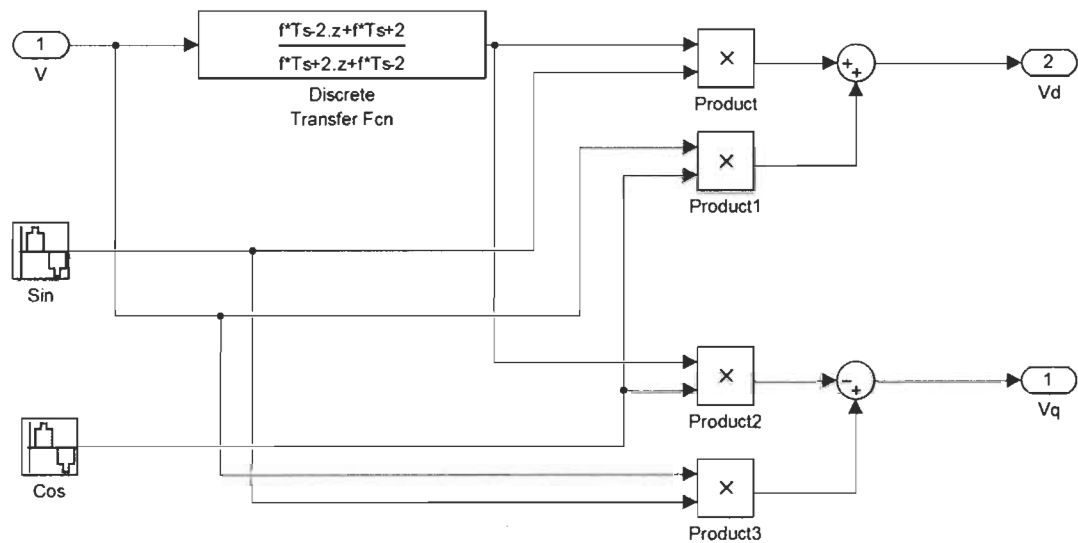 1
V
f*Ts-2.z+f*Ts+2
f*Ts+2.z+f*Ts-2
Discrete
Transfer Fcn
×
Product
+
+
2
Vd
×
Product1
Sin
×
Product2
−
+
1
Vq
Cos
×
Product3